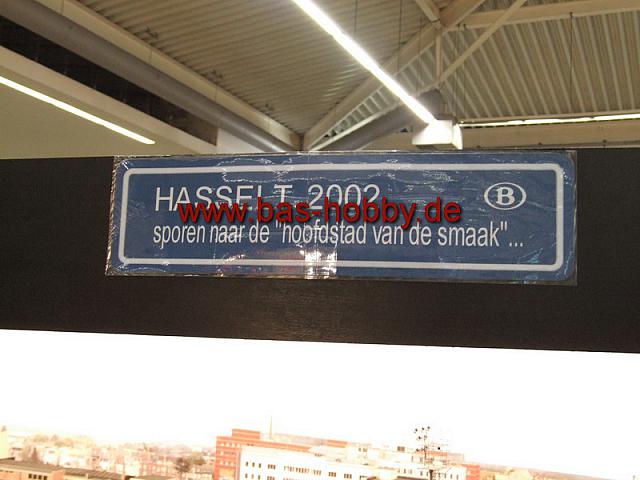 HASSELT 2002
B
www.bas-hobby.de
sporen naar de "hoofdstad van de smaak"...